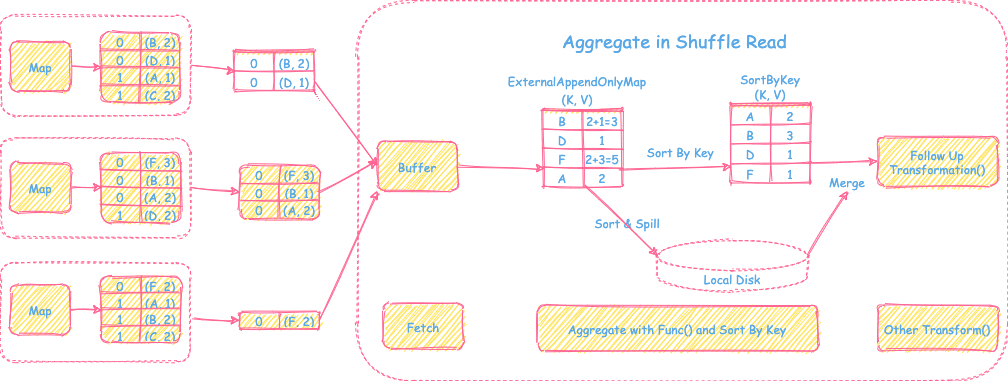 Aggregate in Shuffle Read
Map
0 (B, 2)
0 (D, 1)
1 (A, 1)
1 (C, 2)
0 (B, 2)
0 (D, 1)
Map
0 (F, 3)
0 (B, 1)
0 (A, 2)
1 (D, 2)
0 (F, 3)
0 (B, 1)
0 (A, 2)
Map
0 (F, 2)
1 (A, 1)
1 (B, 2)
1 (C, 2)
0 (F, 2)
Buffer
ExternalAppendOnlyMap
(K, V)
B 2+1=3
D 1
F 2+3=5
A 2
Sort By Key
SortByKey
(K, V)
A 2
B 3
D 1
F 1
Follow Up
Transformation()
Merge
Sort & Spill
Local Disk
Fetch
Aggregate with Func() and Sort By Key
Other Transform()